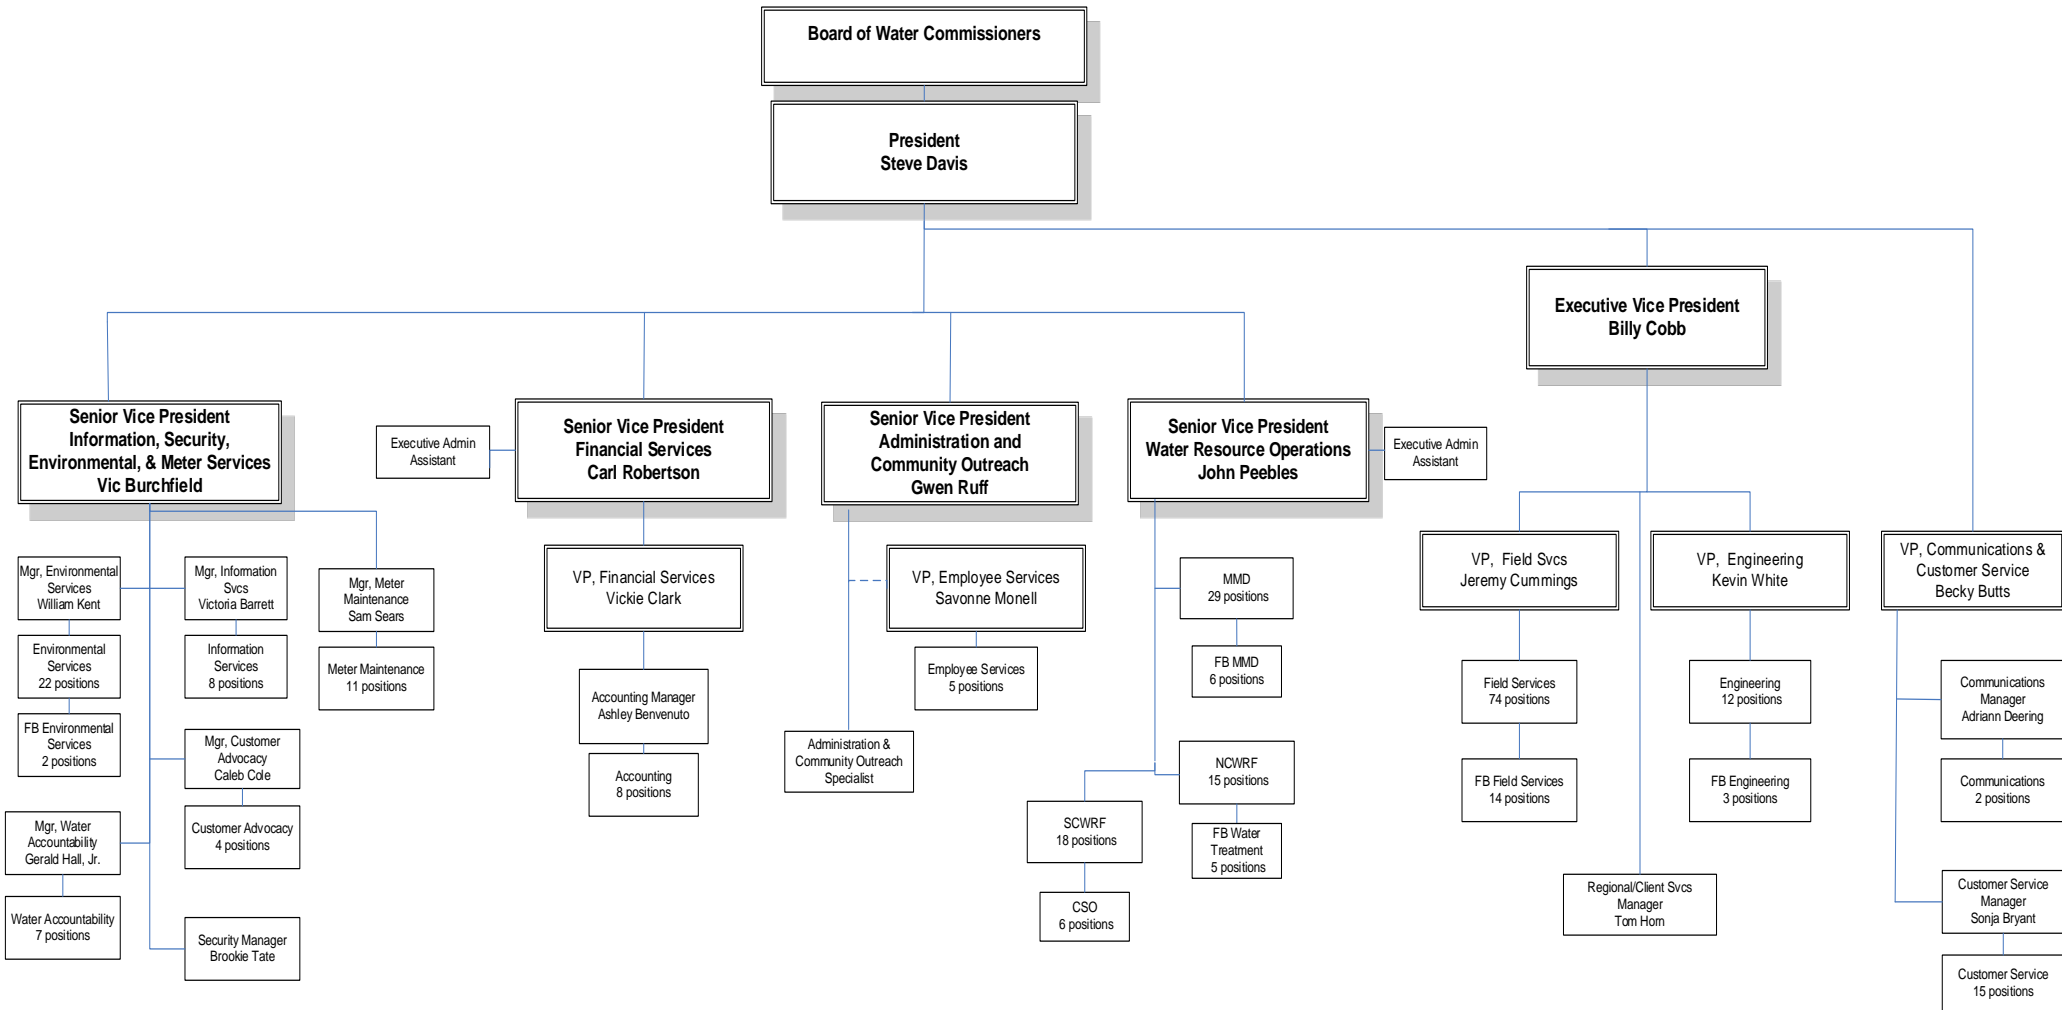 Board of Water Commissioners
President
Steve Davis
Executive Vice President
Billy Cobb
Senior Vice President
Information, Security,
Environmental, & Meter Services
Vic Burchfield
Executive Admin
Assistant
Senior Vice President
Financial Services
Carl Robertson
Senior Vice President
Administration and
Community Outreach
Gwen Ruff
Senior Vice President
Water Resource Operations
John Peebles
Executive Admin
Assistant
Mgr, Environmental
Services
William Kent
Mgr, Information
Svcs
Victoria Barrett
Mgr, Meter
Maintenance
Sam Sears
Environmental
Services
22 positions
Information
Services
8 positions
Meter Maintenance
11 positions
FB Environmental
Services
2 positions
Mgr, Customer
Advocacy
Caleb Cole
Mgr, Water
Accountability
Gerald Hall, Jr.
Customer Advocacy
4 positions
Water Accountability
7 positions
Security Manager
Brookie Tate
VP, Financial Services
Vickie Clark
Accounting Manager
Ashley Benvenuto
Accounting
8 positions
VP, Employee Services
Savonne Monell
Employee Services
5 positions
Administration &
Community Outreach
Specialist
MMD
29 positions
FB MMD
6 positions
NCWRF
15 positions
SCWRF
18 positions
FB Water
Treatment
5 positions
CSO
6 positions
VP, Field Svcs
Jeremy Cummings
VP, Engineering
Kevin White
VP, Communications &
Customer Service
Becky Butts
Field Services
74 positions
Engineering
12 positions
Communications
Manager
Adriann Deering
FB Field Services
14 positions
FB Engineering
3 positions
Communications
2 positions
Regional/Client Svcs
Manager
Tom Horn
Customer Service
Manager
Sonja Bryant
Customer Service
15 positions